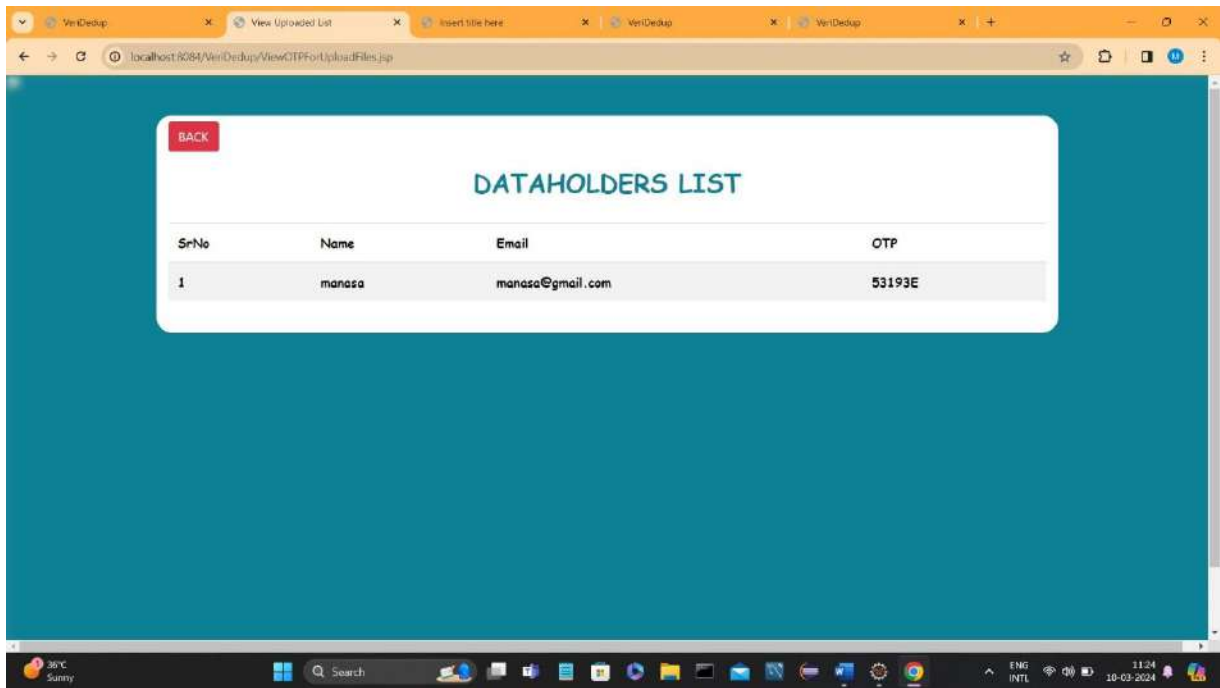 VeriDedup View Uploaded List Insert title here VeriDedup VeriDedup
localhost:8084/VeriDedup/ViewOTPForUploadFiles.jsp
BACK
DATAHOLDERS LIST
SrNo Name Email OTP
1 manasa manasa@gmail.com 53193E
36°C
Sunny
Search
ENG
INTL
11:24
10-03-2024